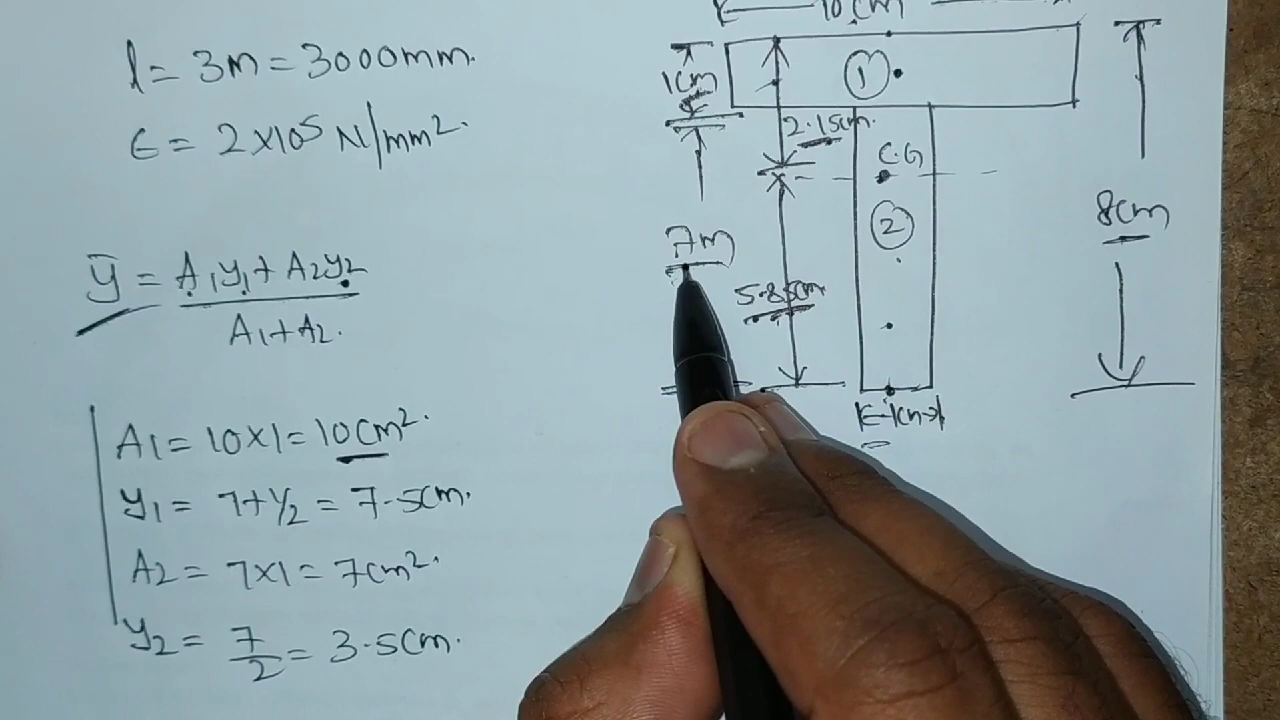 l = 3m = 3000mm.
E = 2×10⁵ N/mm².
ȳ = A₁y₁ + A₂y₂
A₁+A₂.
A₁ = 10×1 = 10cm².
y₁ = 7+1/2 = 7.5cm.
A₂ = 7×1 = 7cm².
y₂ = 7/2 = 3.5cm.
10cm
1cm
①
2.15cm.
C.G
②
7m
5.85cm
8cm
1cm